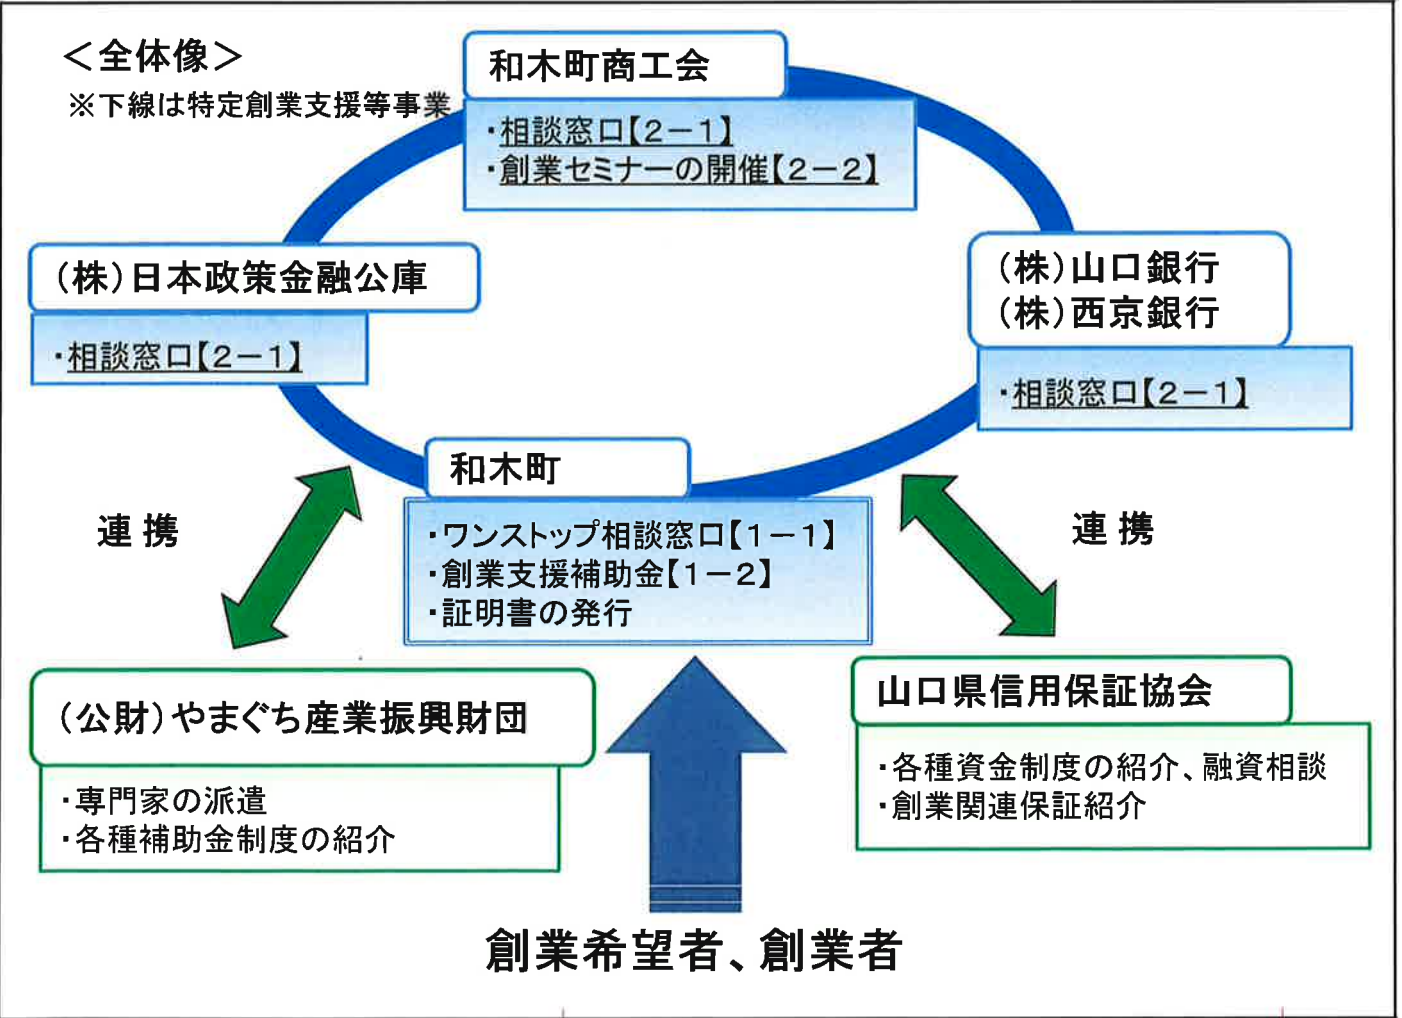 ＜全体像＞
※下線は特定創業支援等事業
和木町商工会
・相談窓口【２－１】
・創業セミナーの開催【２－２】
（株）日本政策金融公庫
・相談窓口【２－１】
（株）山口銀行
（株）西京銀行
・相談窓口【２－１】
和木町
・ワンストップ相談窓口【１－１】
・創業支援補助金【１－２】
・証明書の発行
連 携
連 携
（公財）やまぐち産業振興財団
・専門家の派遣
・各種補助金制度の紹介
山口県信用保証協会
・各種資金制度の紹介、融資相談
・創業関連保証紹介
創業希望者、創業者